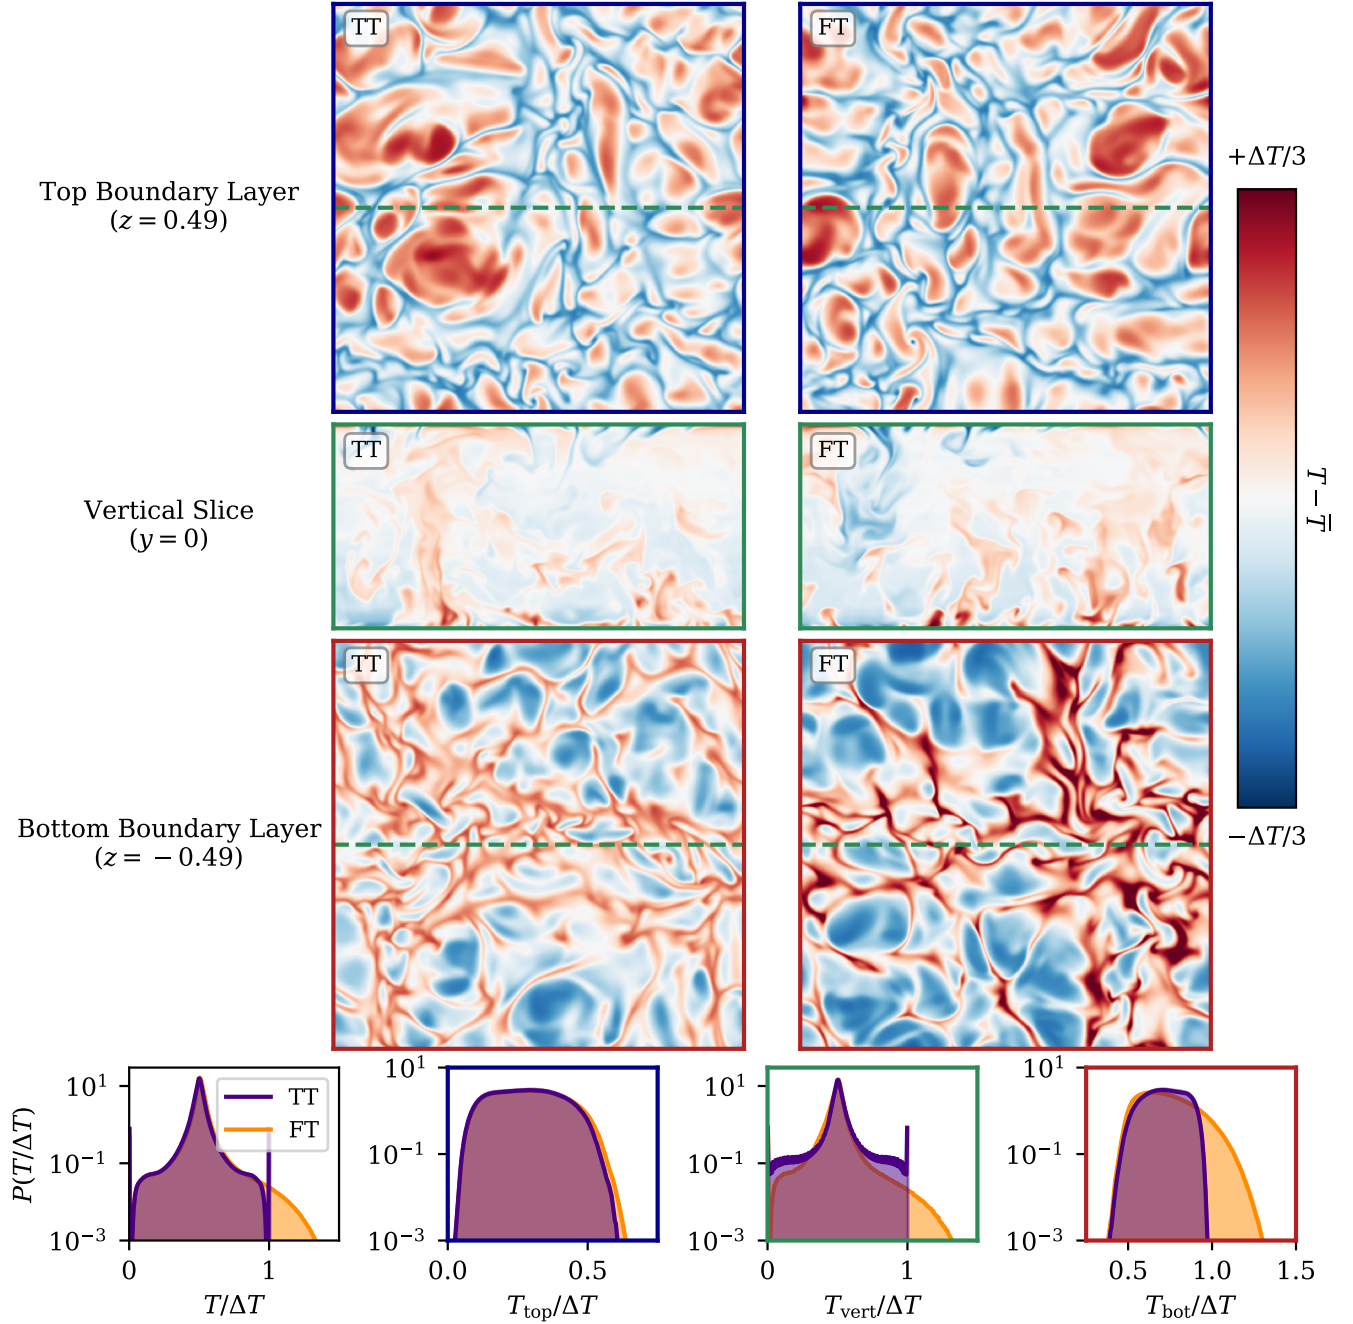 TT
FT
Top Boundary Layer
(z = 0.49)
+ΔT/3
T − T̅
−ΔT/3
TT
FT
Vertical Slice
(y = 0)
TT
FT
Bottom Boundary Layer
(z = −0.49)
P(T/ΔT)
10¹
10⁻¹
10⁻³
0
1
T/ΔT
TT
FT
10¹
10⁻¹
10⁻³
0.0
0.5
T_top/ΔT
10¹
10⁻¹
10⁻³
0
1
T_vert/ΔT
10¹
10⁻¹
10⁻³
0.5
1.0
1.5
T_bot/ΔT